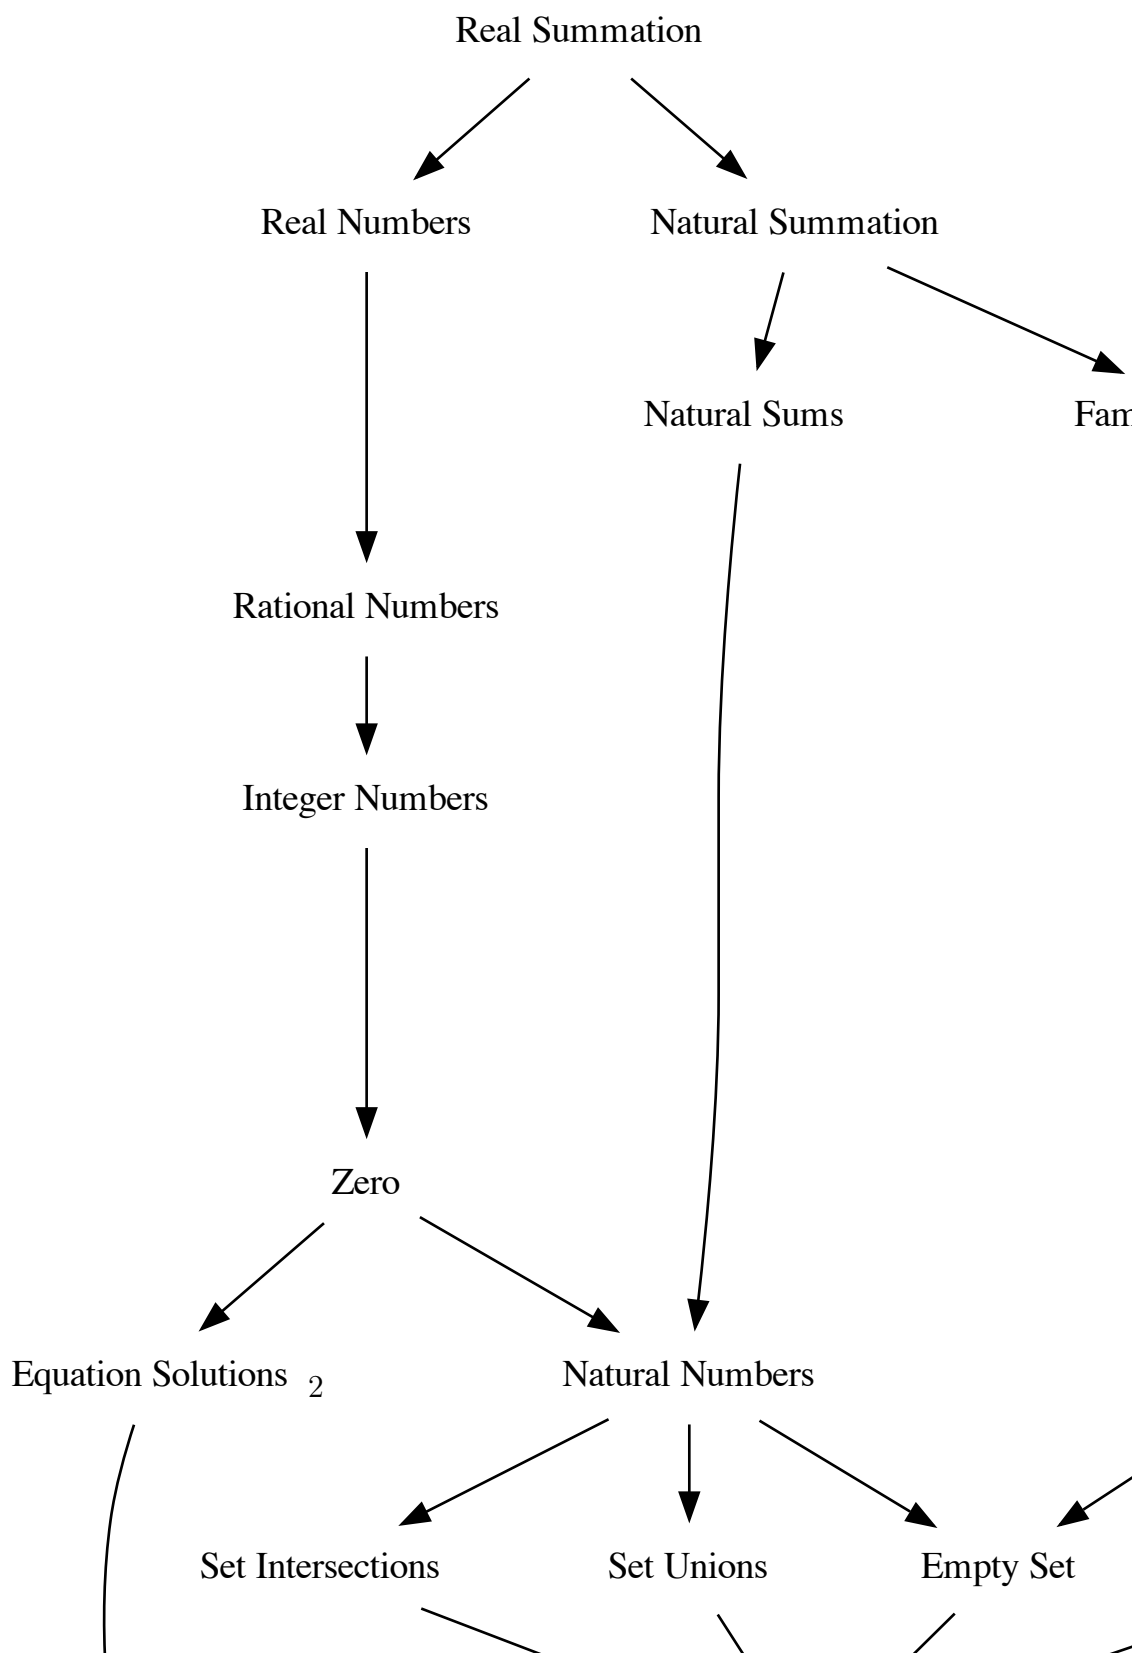 Real Summation
Real Numbers
Natural Summation
Natural Sums
Fam
Rational Numbers
Integer Numbers
Zero
Equation Solutions 2
Natural Numbers
Set Intersections
Set Unions
Empty Set